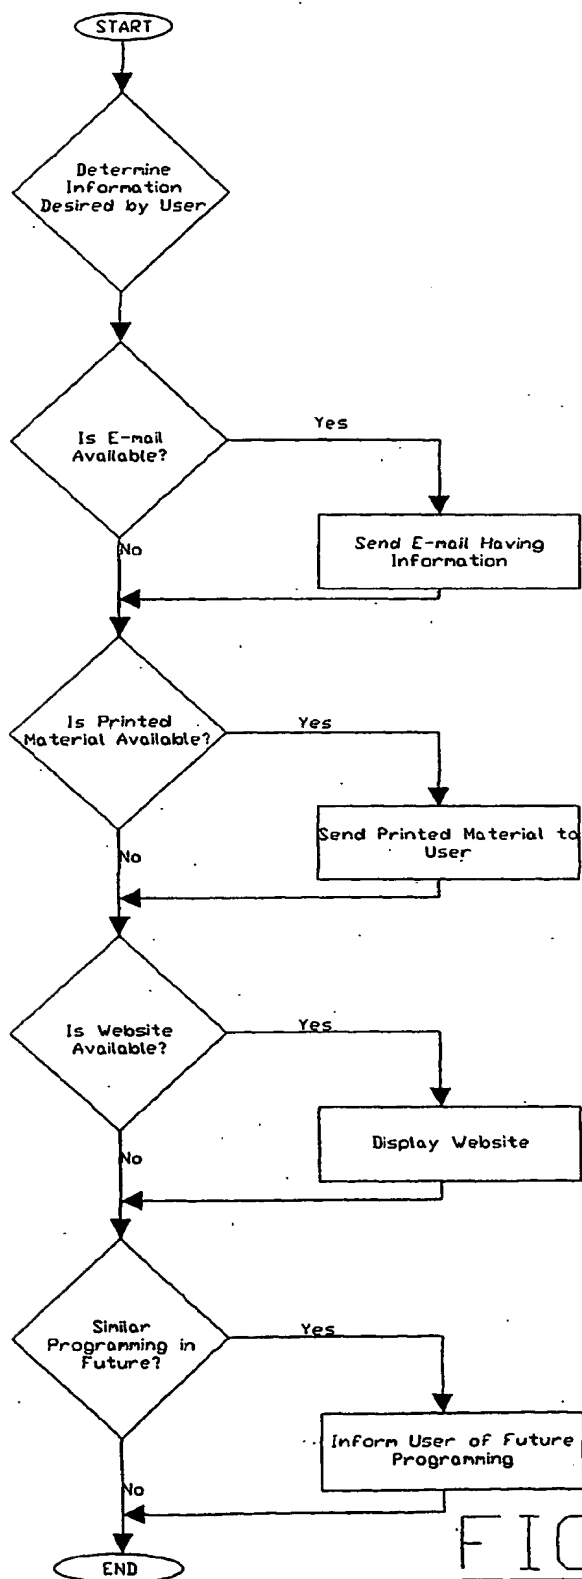 START
Determine
Information
Desired by User
Is E-mail
Available?
Yes
Send E-mail Having
Information
No
Is Printed
Material Available?
Yes
Send Printed Material to
User
No
Is Website
Available?
Yes
Display Website
No
Similar
Programming in
Future?
Yes
Inform User of Future
Programming
No
END
FIG